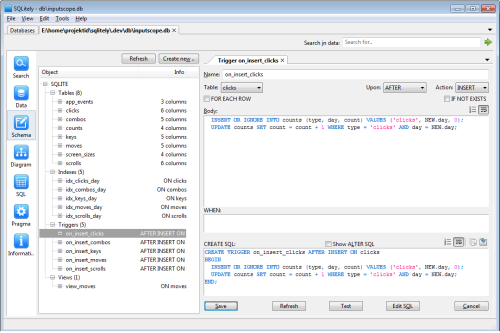 SQLitely - db\inputscope.db
File View Edit Tools Help
Databases E:\home\projektid\sqlitely\.dev\db\inputscope.db ×
Search in data: Search for..
Refresh Create new ..
Object Info
SQLITE
Tables (8)
app_events 3 columns
clicks 6 columns
combos 5 columns
counts 4 columns
keys 5 columns
moves 5 columns
screen_sizes 4 columns
scrolls 6 columns
Indexes (5)
idx_clicks_day ON clicks
idx_combos_day ON combos
idx_keys_day ON keys
idx_moves_day ON moves
idx_scrolls_day ON scrolls
Triggers (5)
on_insert_clicks AFTER INSERT ON
on_insert_combos AFTER INSERT ON
on_insert_keys AFTER INSERT ON
on_insert_moves AFTER INSERT ON
on_insert_scrolls AFTER INSERT ON
Views (1)
view_moves ON moves
Search
Data
Schema
Diagram
SQL
Pragma
Informati..
Trigger on_insert_clicks ×
Name: on_insert_clicks
Table: clicks Upon: AFTER Action: INSERT
FOR EACH ROW IF NOT EXISTS
Body:
INSERT OR IGNORE INTO counts (type, day, count) VALUES ('clicks', NEW.day, 0);
UPDATE counts SET count = count + 1 WHERE type = 'clicks' AND day = NEW.day;
WHEN:
CREATE SQL: Show ALTER SQL
CREATE TRIGGER on_insert_clicks AFTER INSERT ON clicks
BEGIN
INSERT OR IGNORE INTO counts (type, day, count) VALUES ('clicks', NEW.day, 0);
UPDATE counts SET count = count + 1 WHERE type = 'clicks' AND day = NEW.day;
END;
Save Refresh Test Edit SQL Cancel